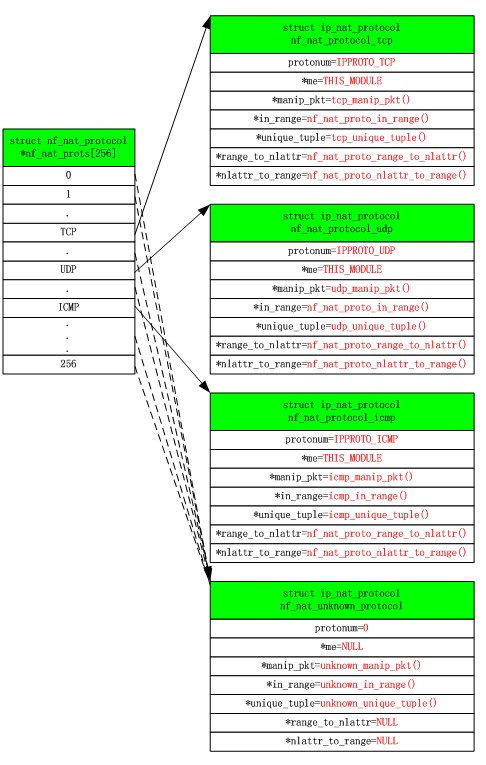 struct nf_nat_protocol
*nf_nat_prots[256]
0
1
.
TCP
.
UDP
.
ICMP
.
.
.
256
struct ip_nat_protocol
nf_nat_protocol_tcp
protonum=IPPROTO_TCP
*me=THIS_MODULE
*manip_pkt=tcp_manip_pkt()
*in_range=nf_nat_proto_in_range()
*unique_tuple=tcp_unique_tuple()
*range_to_nlattr=nf_nat_proto_range_to_nlattr()
*nlattr_to_range=nf_nat_proto_nlattr_to_range()
struct ip_nat_protocol
nf_nat_protocol_udp
protonum=IPPROTO_UDP
*me=THIS_MODULE
*manip_pkt=udp_manip_pkt()
*in_range=nf_nat_proto_in_range()
*unique_tuple=udp_unique_tuple()
*range_to_nlattr=nf_nat_proto_range_to_nlattr()
*nlattr_to_range=nf_nat_proto_nlattr_to_range()
struct ip_nat_protocol
nf_nat_protocol_icmp
protonum=IPPROTO_ICMP
*me=THIS_MODULE
*manip_pkt=icmp_manip_pkt()
*in_range=icmp_in_range()
*unique_tuple=icmp_unique_tuple()
*range_to_nlattr=nf_nat_proto_range_to_nlattr()
*nlattr_to_range=nf_nat_proto_nlattr_to_range()
struct ip_nat_protocol
nf_nat_unknown_protocol
protonum=0
*me=NULL
*manip_pkt=unknown_manip_pkt()
*in_range=unknown_in_range()
*unique_tuple=unknown_unique_tuple()
*range_to_nlattr=NULL
*nlattr_to_range=NULL